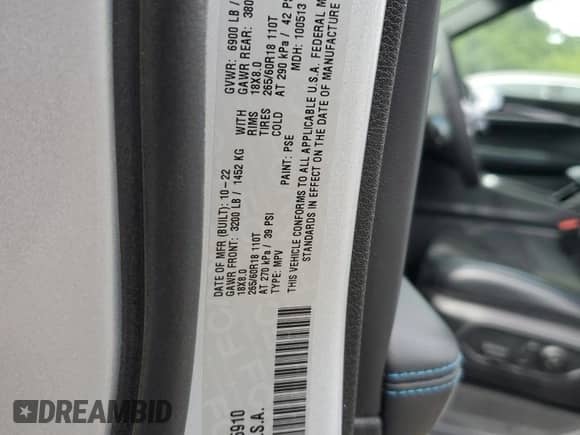 DATE OF MFR (BUILT): 10-22 GVWR: 6900 LB /
GAWR FRONT: 3200 LB / 1452 KG GAWR REAR: 380
18X8.0 WITH 18X8.0
265/60R18 110T RIMS 265/60R18 110T
AT 270 kPa / 39 PSI TIRES AT 290 kPa / 42 P
TYPE: MPV COLD
PAINT: PSE MDH: 100513
THIS VEHICLE CONFORMS TO ALL APPLICABLE U.S.A. FEDERAL M
STANDARDS IN EFFECT ON THE DATE OF MANUFACTURE
5910
.S.A.
AUTOBIDMASTER